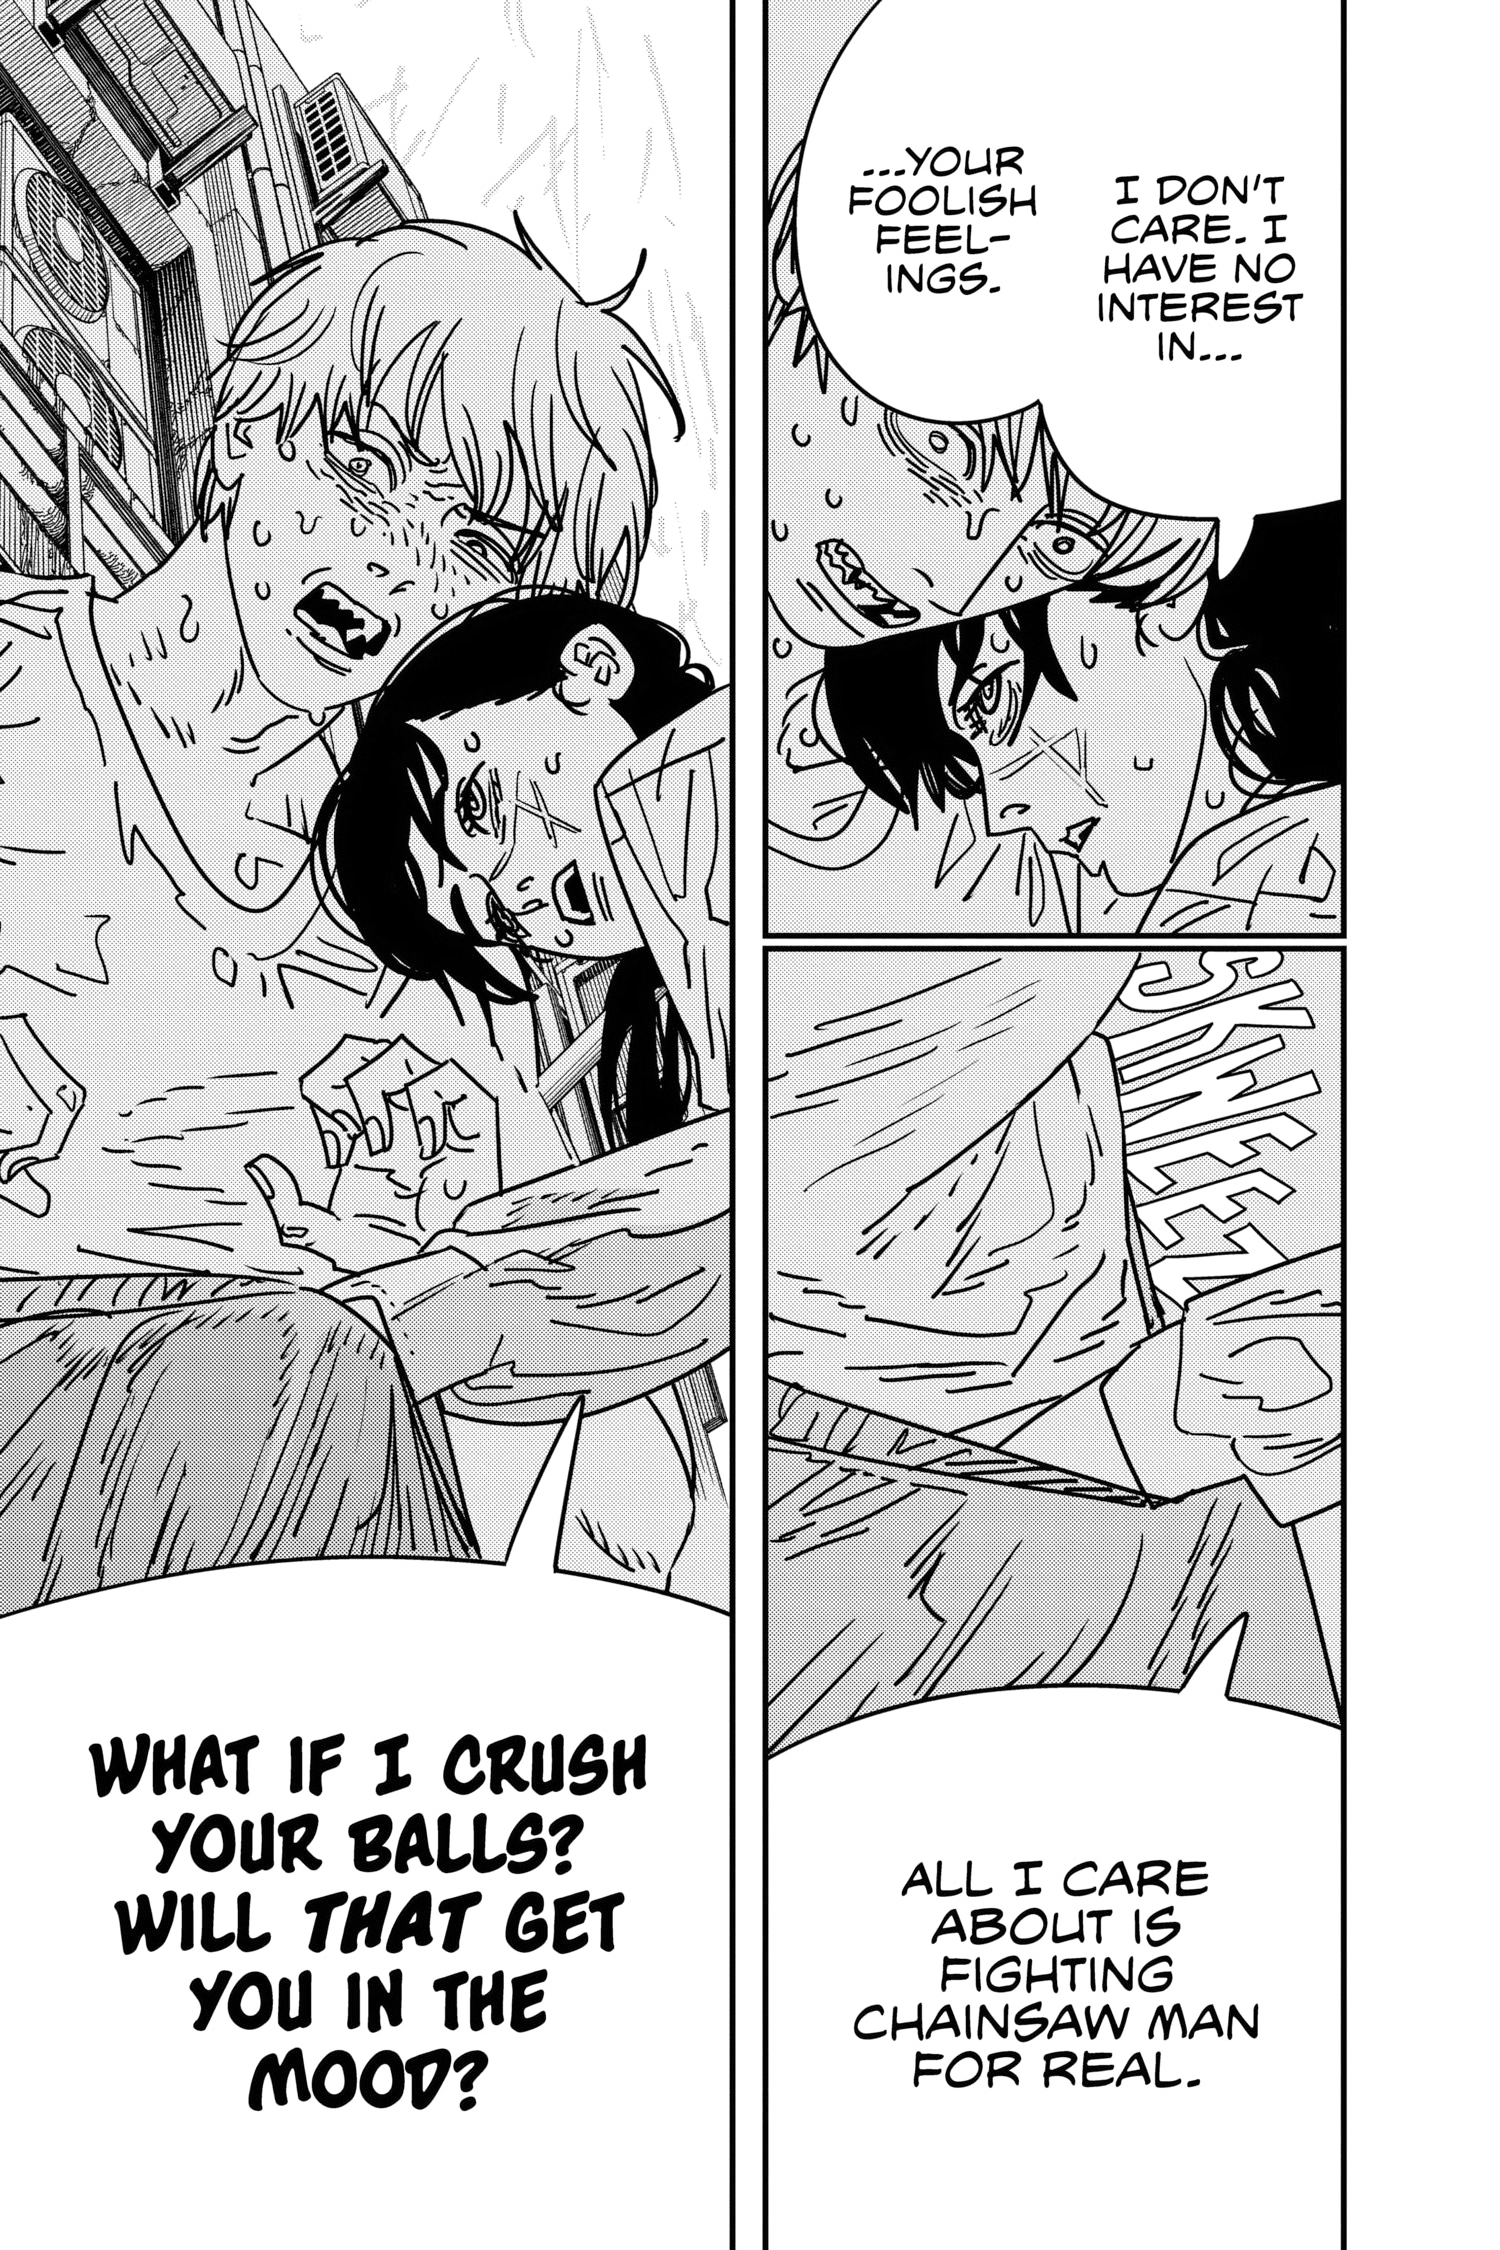 I DON'T
CARE. I
HAVE NO
INTEREST
IN...
...YOUR
FOOLISH
FEEL-
INGS.
SKWEEZ
ALL I CARE
ABOUT IS
FIGHTING
CHAINSAW MAN
FOR REAL.
WHAT IF I CRUSH
YOUR BALLS?
WILL THAT GET
YOU IN THE
MOOD?